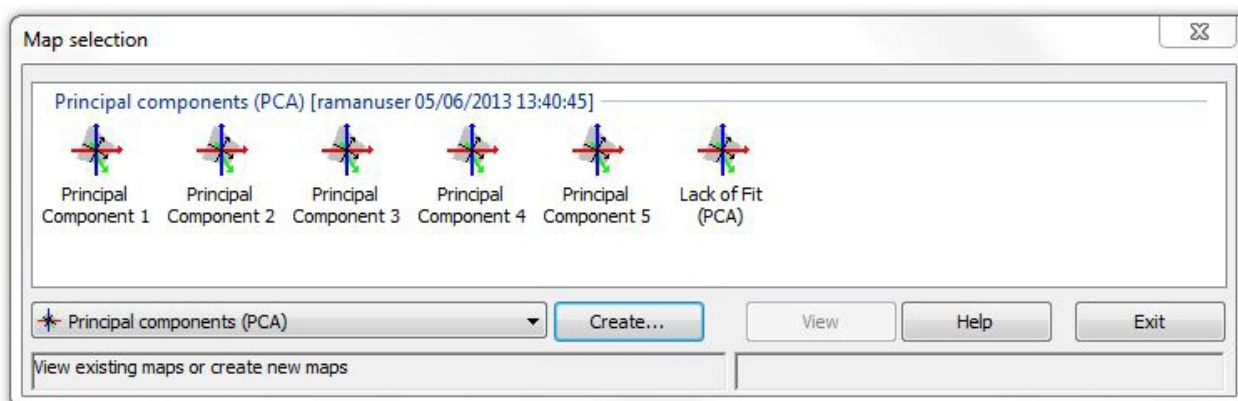 Map selection
Principal components (PCA) [ramanuser 05/06/2013 13:40:45]
Principal Component 1
Principal Component 2
Principal Component 3
Principal Component 4
Principal Component 5
Lack of Fit (PCA)
Principal components (PCA)
Create...
View
Help
Exit
View existing maps or create new maps